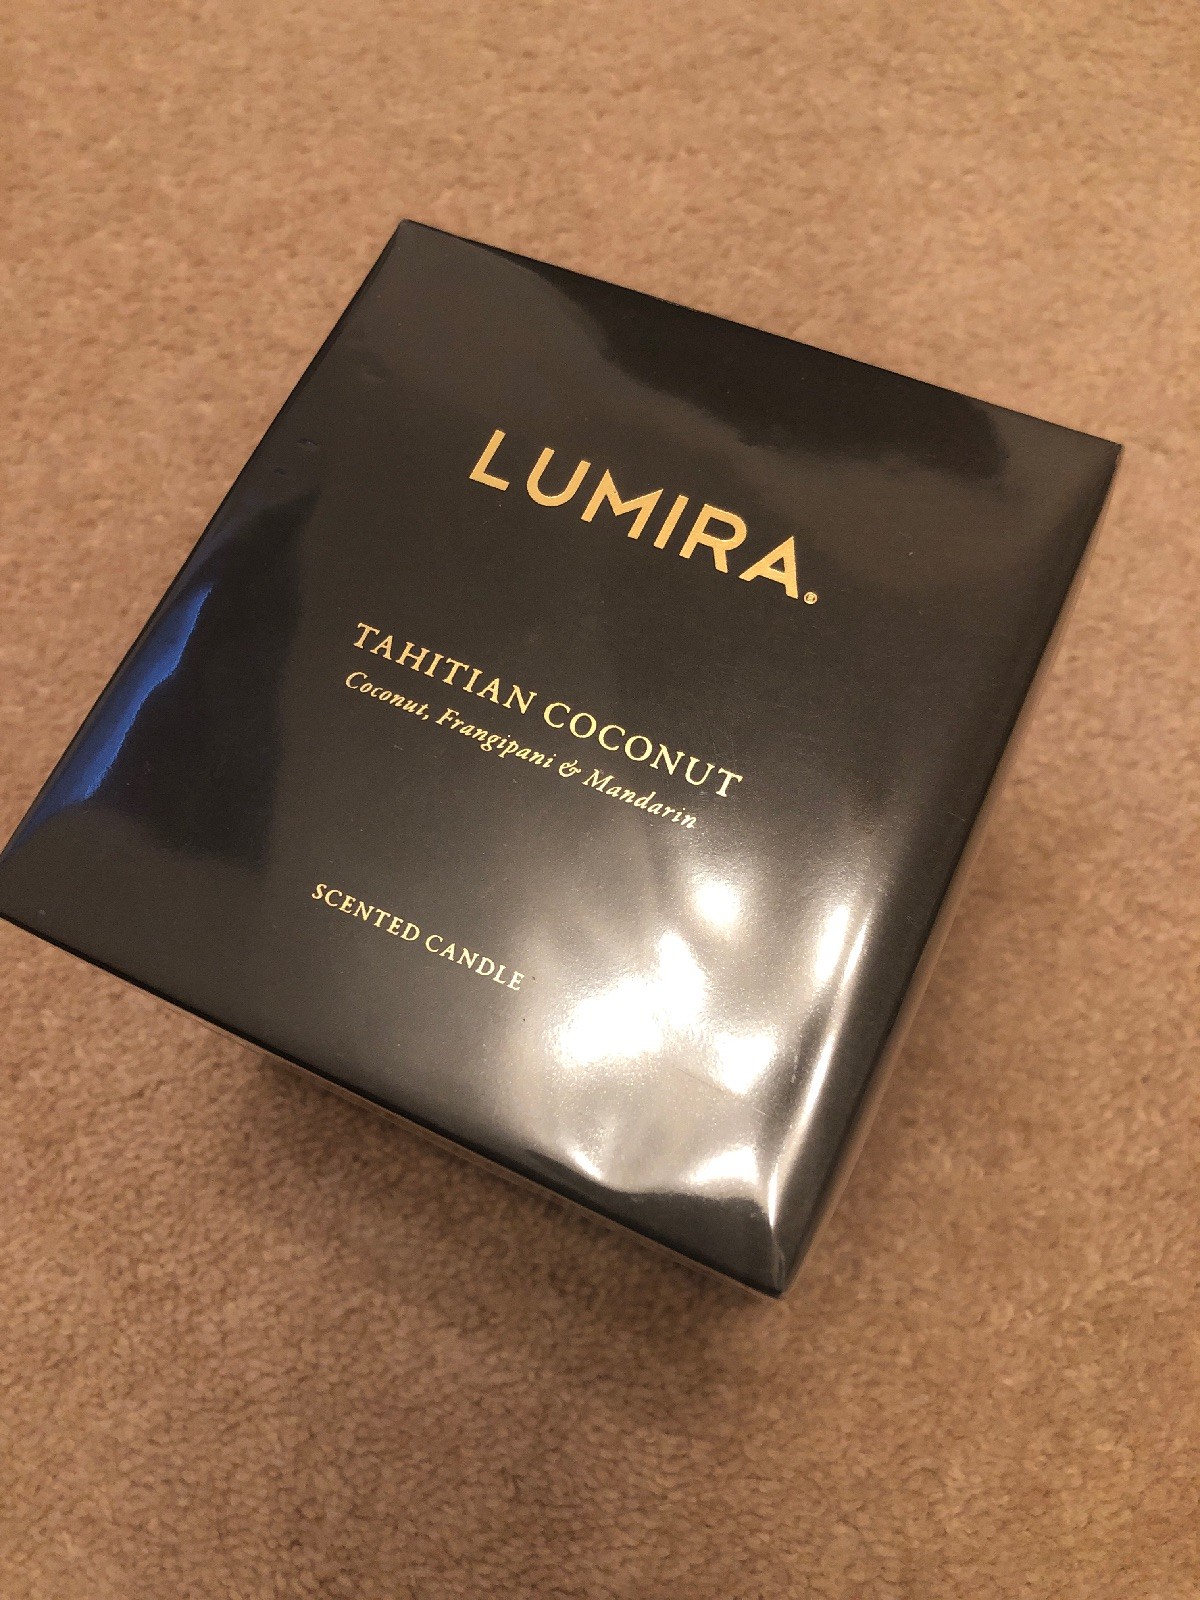 LUMIRA®
TAHITIAN COCONUT
Coconut, Frangipani & Mandarin
SCENTED CANDLE